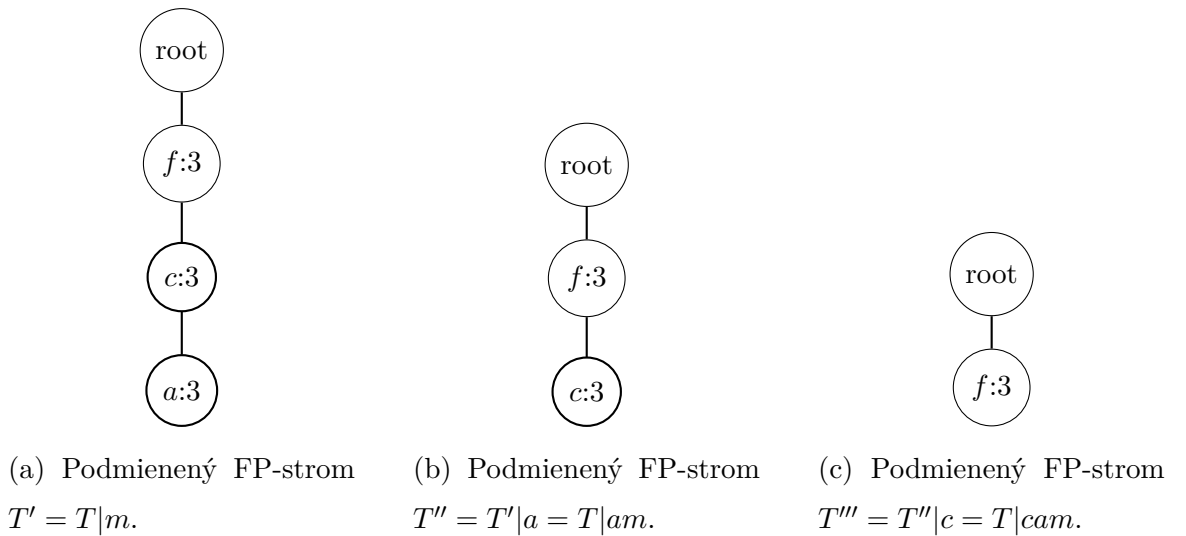 root
f:3
c:3
a:3
(a) Podmienený FP-strom
T′ = T|m.
root
f:3
c:3
(b) Podmienený FP-strom
T″ = T′|a = T|am.
root
f:3
(c) Podmienený FP-strom
T‴ = T″|c = T|cam.